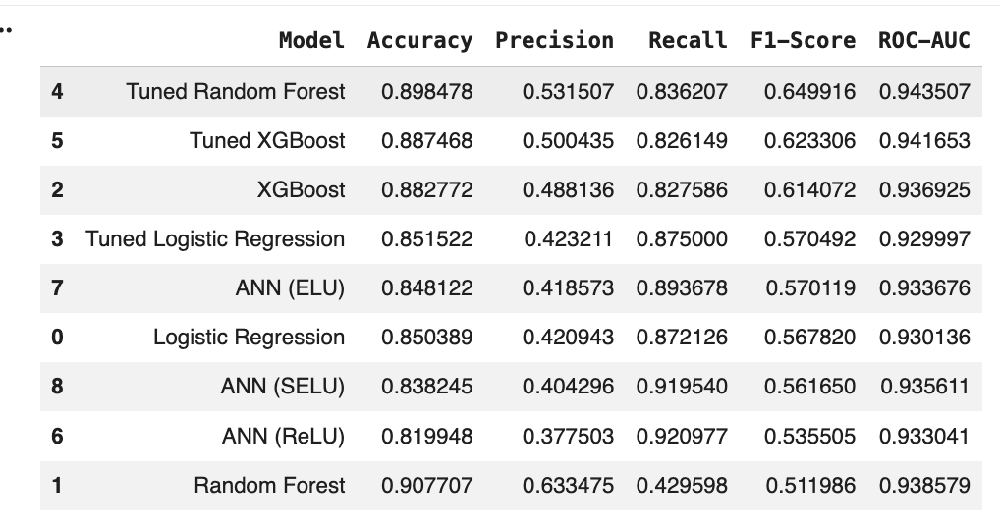 Model Accuracy Precision Recall F1-Score ROC-AUC
4 Tuned Random Forest 0.898478 0.531507 0.836207 0.649916 0.943507
5 Tuned XGBoost 0.887468 0.500435 0.826149 0.623306 0.941653
2 XGBoost 0.882772 0.488136 0.827586 0.614072 0.936925
3 Tuned Logistic Regression 0.851522 0.423211 0.875000 0.570492 0.929997
7 ANN (ELU) 0.848122 0.418573 0.893678 0.570119 0.933676
0 Logistic Regression 0.850389 0.420943 0.872126 0.567820 0.930136
8 ANN (SELU) 0.838245 0.404296 0.919540 0.561650 0.935611
6 ANN (ReLU) 0.819948 0.377503 0.920977 0.535505 0.933041
1 Random Forest 0.907707 0.633475 0.429598 0.511986 0.938579